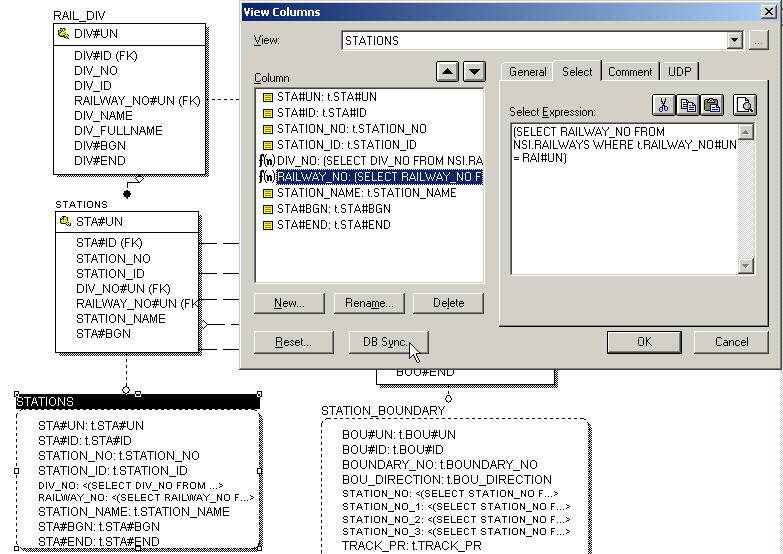 RAIL_DIV
DIV#UN
DIV#ID (FK)
DIV_NO
DIV_ID
RAILWAY_NO#UN (FK)
DIV_NAME
DIV_FULLNAME
DIV#BGN
DIV#END
STATIONS
STA#UN
STA#ID (FK)
STATION_NO
STATION_ID
DIV_NO#UN (FK)
RAILWAY_NO#UN (FK
STATION_NAME
STA#BGN
STATIONS
STA#UN: t.STA#UN
STA#ID: t.STA#ID
STATION_NO: t.STATION_NO
STATION_ID: t.STATION_ID
DIV_NO: <(SELECT DIV_NO FROM ...>
RAILWAY_NO: <(SELECT RAILWAY_NO F...>
STATION_NAME: t.STATION_NAME
STA#BGN: t.STA#BGN
STA#END: t.STA#END
View Columns
View:
STATIONS
...
Column
STA#UN: t.STA#UN
STA#ID: t.STA#ID
STATION_NO: t.STATION_NO
STATION_ID: t.STATION_ID
f(n) DIV_NO: (SELECT DIV_NO FROM NSI.RA
f(n) RAILWAY_NO: (SELECT RAILWAY_NO F
STATION_NAME: t.STATION_NAME
STA#BGN: t.STA#BGN
STA#END: t.STA#END
New...
Rename...
Delete
Reset...
DB Sync...
General
Select
Comment
UDP
Select Expression:
(SELECT RAILWAY_NO FROM
NSI.RAILWAYS WHERE t.RAILWAY_NO#UN
= RAI#UN)
OK
Cancel
BOU#END
STATION_BOUNDARY
BOU#UN: t.BOU#UN
BOU#ID: t.BOU#ID
BOUNDARY_NO: t.BOUNDARY_NO
BOU_DIRECTION: t.BOU_DIRECTION
STATION_NO: <(SELECT STATION_NO F...>
STATION_NO_1: <(SELECT STATION_NO F...>
STATION_NO_2: <(SELECT STATION_NO F...>
STATION_NO_3: <(SELECT STATION_NO F...>
TRACK_PR: t.TRACK_PR